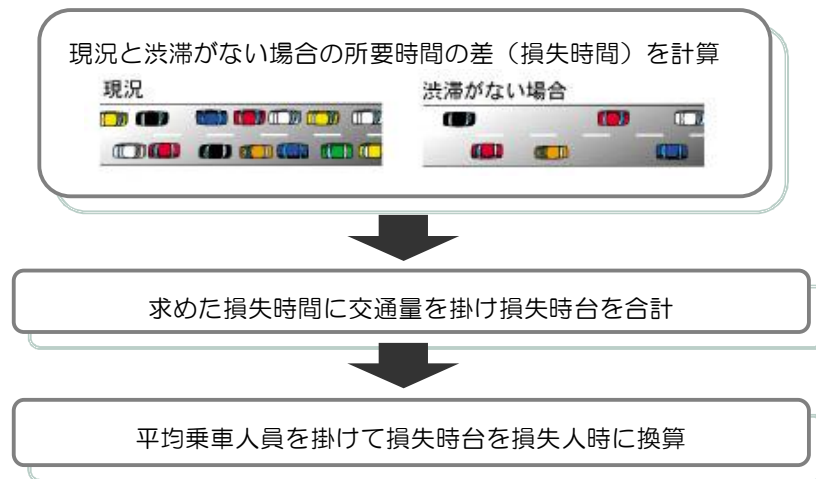 現況と渋滞がない場合の所要時間の差（損失時間）を計算
現況
渋滞がない場合
求めた損失時間に交通量を掛け損失時台を合計
平均乗車人員を掛けて損失時台を損失人時に換算